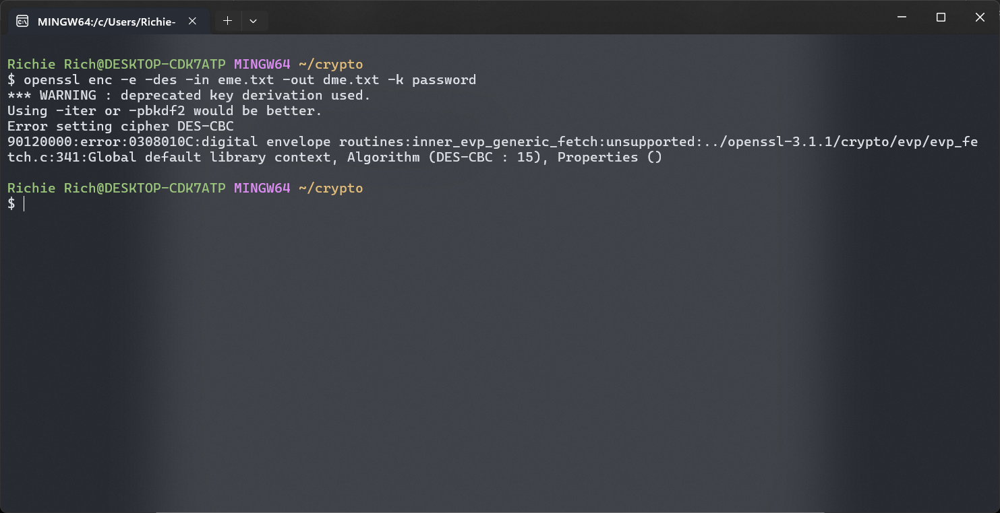 MINGW64:/c/Users/Richie-
Richie Rich@DESKTOP-CDK7ATP MINGW64 ~/crypto
$ openssl enc -e -des -in eme.txt -out dme.txt -k password
*** WARNING : deprecated key derivation used.
Using -iter or -pbkdf2 would be better.
Error setting cipher DES-CBC
90120000:error:0308010C:digital envelope routines:inner_evp_generic_fetch:unsupported:../openssl-3.1.1/crypto/evp/evp_fe
tch.c:341:Global default library context, Algorithm (DES-CBC : 15), Properties ()
Richie Rich@DESKTOP-CDK7ATP MINGW64 ~/crypto
$